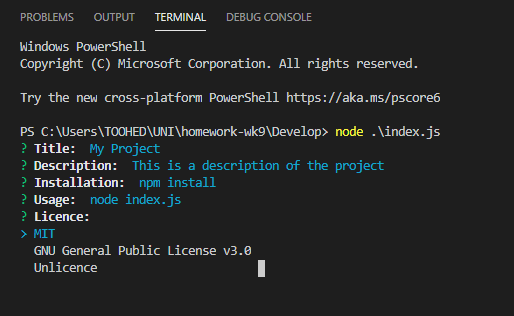 PROBLEMS OUTPUT TERMINAL DEBUG CONSOLE
Windows PowerShell
Copyright (C) Microsoft Corporation. All rights reserved.
Try the new cross-platform PowerShell https://aka.ms/pscore6
PS C:\Users\TOOHED\UNI\homework-wk9\Develop> node .\index.js
? Title: My Project
? Description: This is a description of the project
? Installation: npm install
? Usage: node index.js
? Licence:
> MIT
GNU General Public License v3.0
Unlicence